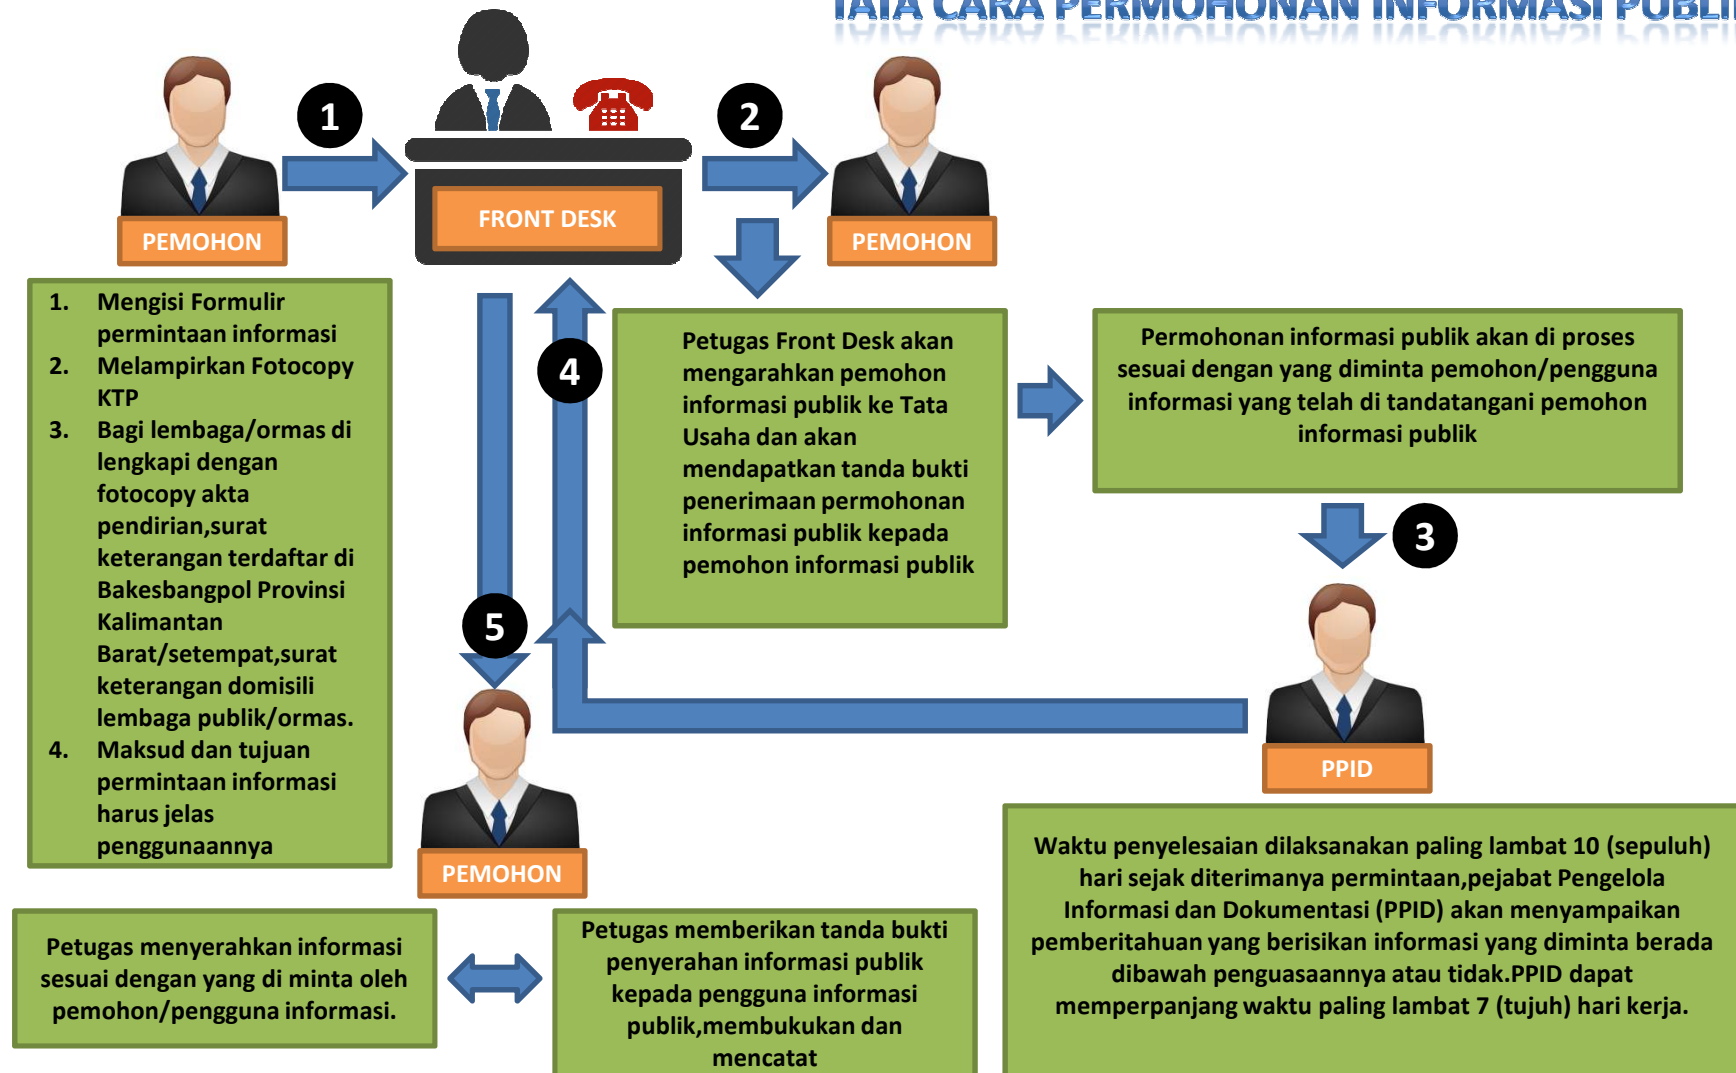 TATA CARA PERMOHONAN INFORMASI PUBLIK
1
2
FRONT DESK
PEMOHON
PEMOHON
1. Mengisi Formulir
permintaan informasi
2. Melampirkan Fotocopy
KTP
3. Bagi lembaga/ormas di
lengkapi dengan
fotocopy akta
pendirian,surat
keterangan terdaftar di
Bakesbangpol Provinsi
Kalimantan
Barat/setempat,surat
keterangan domisili
lembaga publik/ormas.
4. Maksud dan tujuan
permintaan informasi
harus jelas
penggunaannya
Petugas Front Desk akan
mengarahkan pemohon
informasi publik ke Tata
Usaha dan akan
mendapatkan tanda bukti
penerimaan permohonan
informasi publik kepada
pemohon informasi publik
Permohonan informasi publik akan di proses
sesuai dengan yang diminta pemohon/pengguna
informasi yang telah di tandatangani pemohon
informasi publik
3
4
5
PPID
PEMOHON
Waktu penyelesaian dilaksanakan paling lambat 10 (sepuluh)
hari sejak diterimanya permintaan,pejabat Pengelola
Informasi dan Dokumentasi (PPID) akan menyampaikan
pemberitahuan yang berisikan informasi yang diminta berada
dibawah penguasaannya atau tidak.PPID dapat
memperpanjang waktu paling lambat 7 (tujuh) hari kerja.
Petugas menyerahkan informasi
sesuai dengan yang di minta oleh
pemohon/pengguna informasi.
Petugas memberikan tanda bukti
penyerahan informasi publik
kepada pengguna informasi
publik,membukukan dan
mencatat